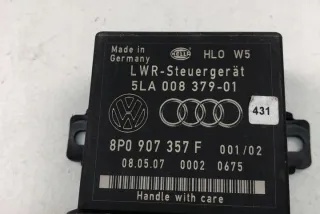 Made in
Germany
HELLA
HLO W5
LWR-Steuergerät
5LA 008 379-01
431
8P0 907 357 F 001/02
08.05.07 0002 0675
Handle with care